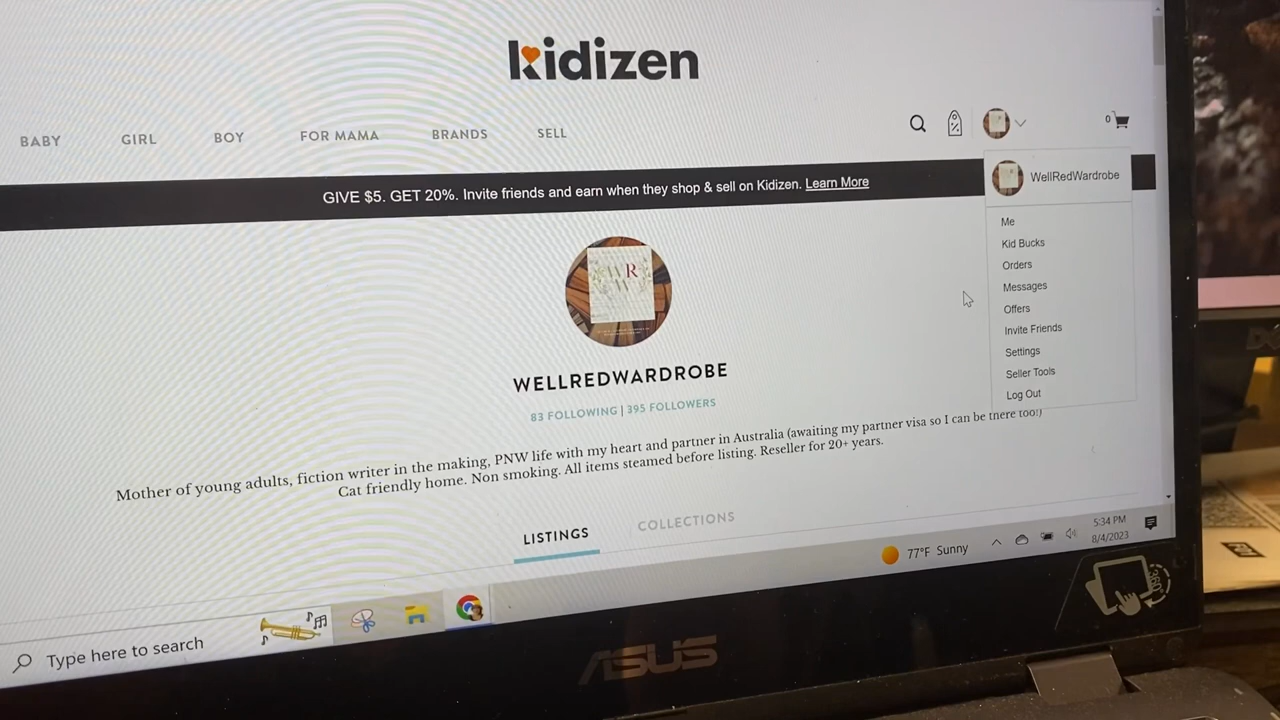 kidizen
BABY GIRL BOY FOR MAMA BRANDS SELL
0
GIVE $5. GET 20%. Invite friends and earn when they shop & sell on Kidizen. Learn More
WellRedWardrobe
Me
Kid Bucks
Orders
Messages
Offers
Invite Friends
Settings
Seller Tools
Log Out
WRW
WELLREDWARDROBE
83 FOLLOWING | 395 FOLLOWERS
Mother of young adults, fiction writer in the making, PNW life with my heart and partner in Australia (awaiting my partner visa so I can be there too!)
Cat friendly home. Non smoking. All items steamed before listing. Reseller for 20+ years.
LISTINGS COLLECTIONS
77°F Sunny
5:34 PM
8/4/2023
Type here to search
ASUS
360°